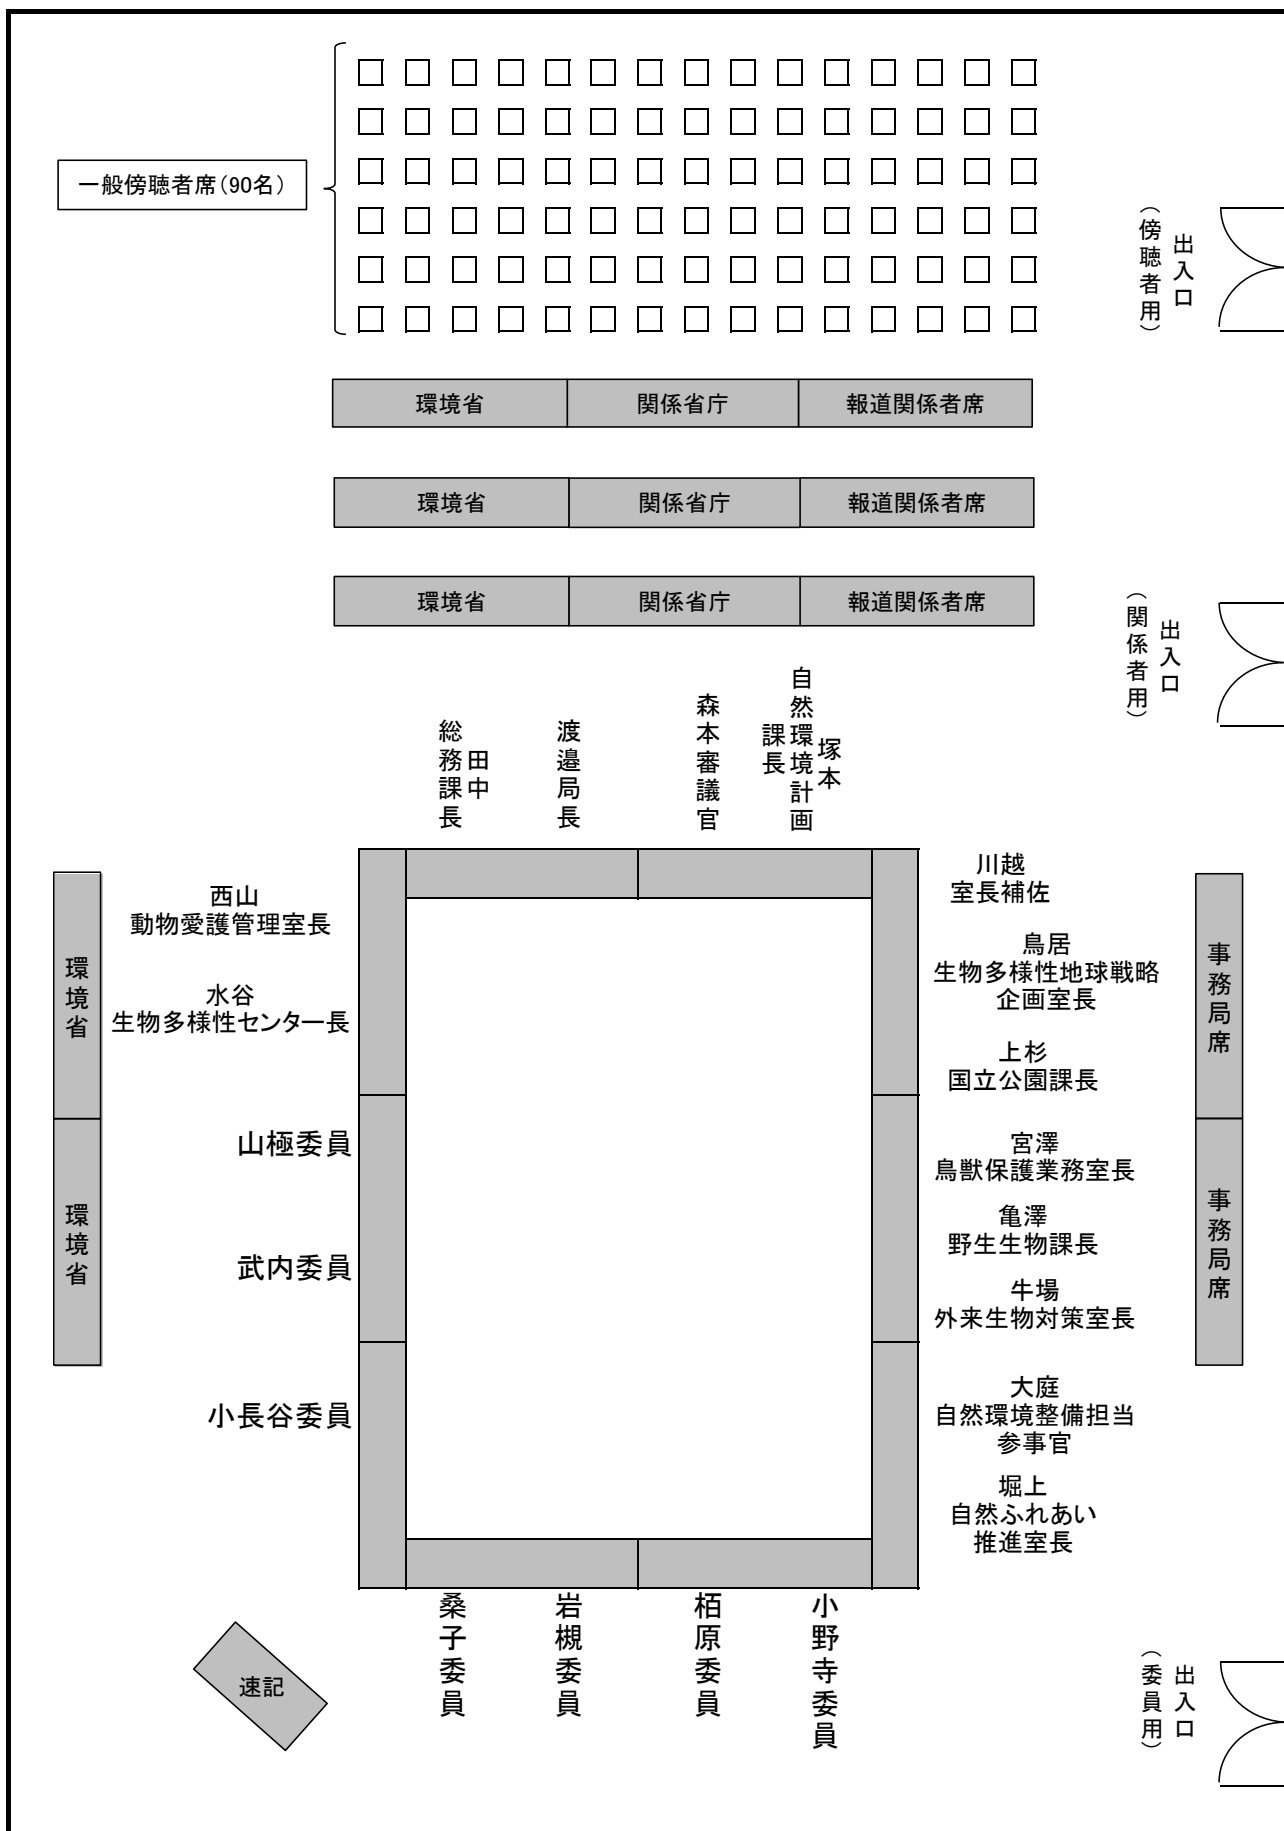 一般傍聴者席(90名)
出入口
(傍聴者用)
環境省
関係省庁
報道関係者席
環境省
関係省庁
報道関係者席
環境省
関係省庁
報道関係者席
出入口
(関係者用)
田中
総務課長
渡邉局長
森本審議官
塚本
自然環境計画
課長
環境省
環境省
西山
動物愛護管理室長
水谷
生物多様性センター長
山極委員
武内委員
小長谷委員
川越
室長補佐
鳥居
生物多様性地球戦略
企画室長
上杉
国立公園課長
宮澤
鳥獣保護業務室長
亀澤
野生生物課長
牛場
外来生物対策室長
大庭
自然環境整備担当
参事官
堀上
自然ふれあい
推進室長
事務局席
事務局席
桑子委員
岩槻委員
栢原委員
小野寺委員
速記
出入口
(委員用)